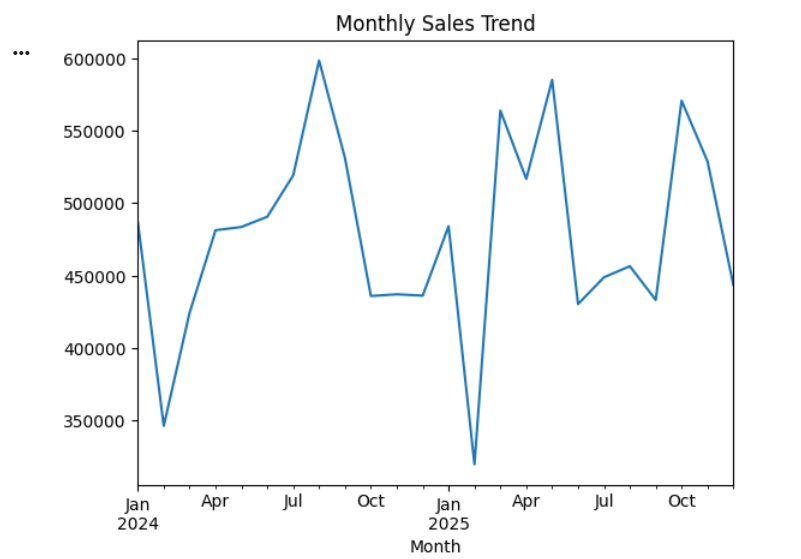 Monthly Sales Trend
...
600000
550000
500000
450000
400000
350000
Jan Apr Jul Oct Jan Apr Jul Oct
2024 2025
Month